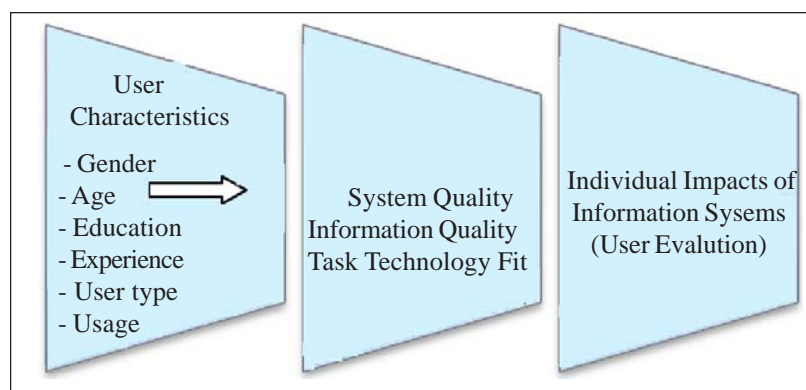 User
Characteristics
- Gender
- Age
- Education
- Experience
- User type
- Usage
System Quality
Information Quality
Task Technology Fit
Individual Impacts of
Information Sysems
(User Evalution)